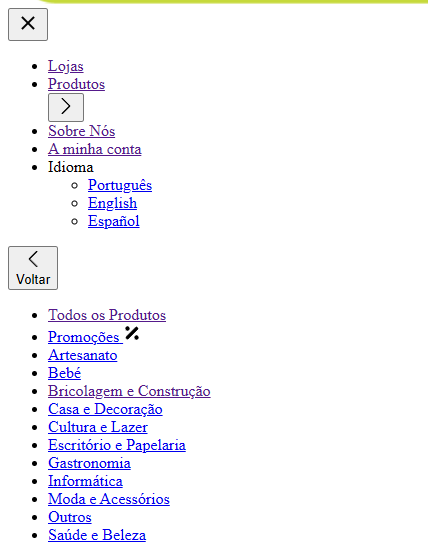 Lojas
Produtos
Sobre Nós
A minha conta
Idioma
Português
English
Español
Voltar
Todos os Produtos
Promoções
Artesanato
Bebé
Bricolagem e Construção
Casa e Decoração
Cultura e Lazer
Escritório e Papelaria
Gastronomia
Informática
Moda e Acessórios
Outros
Saúde e Beleza